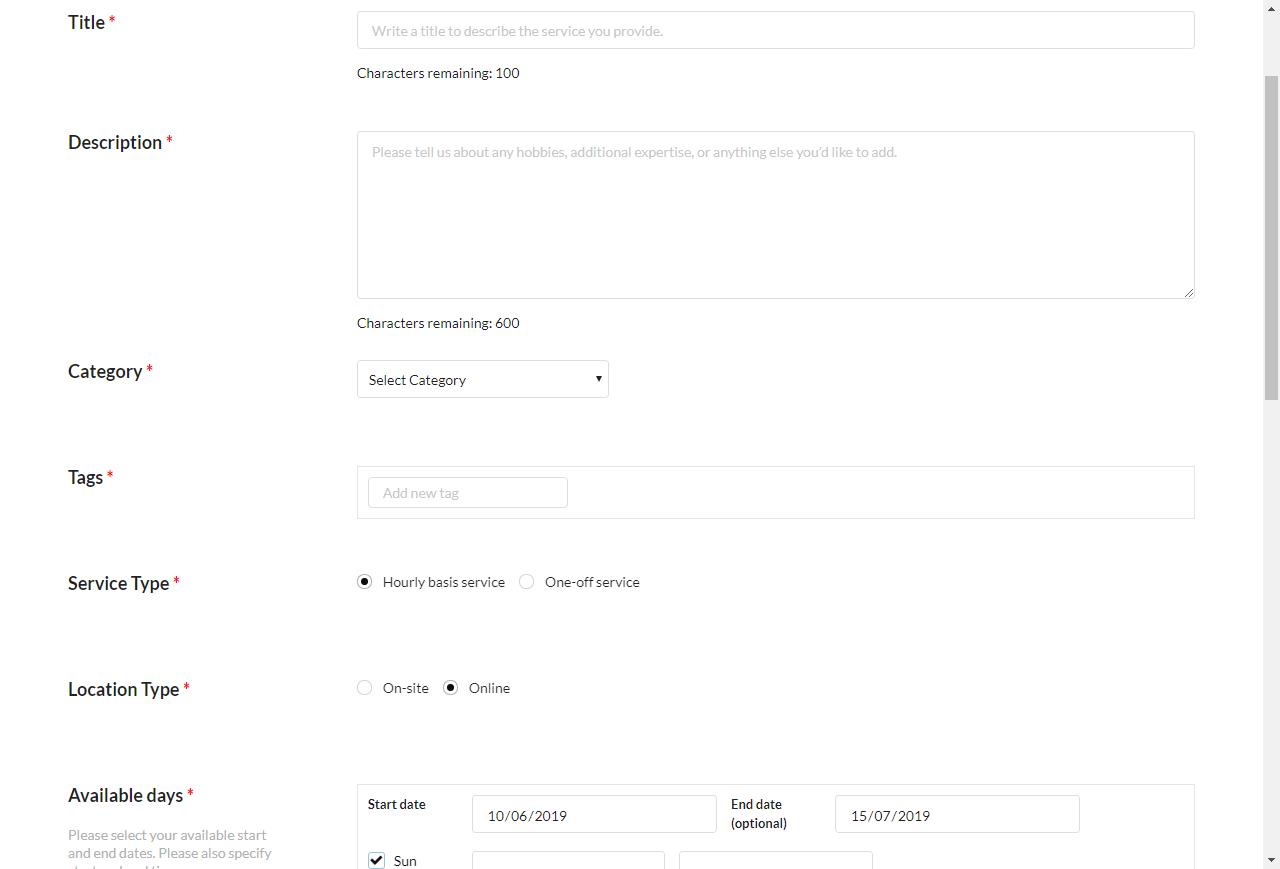 Title *
Write a title to describe the service you provide.
Characters remaining: 100
Description *
Please tell us about any hobbies, additional expertise, or anything else you'd like to add.
Characters remaining: 600
Category *
Select Category
Tags *
Add new tag
Service Type *
Hourly basis service One-off service
Location Type *
On-site Online
Available days *
Please select your available start
and end dates. Please also specify
Start date 10/06/2019 End date
(optional) 15/07/2019
Sun